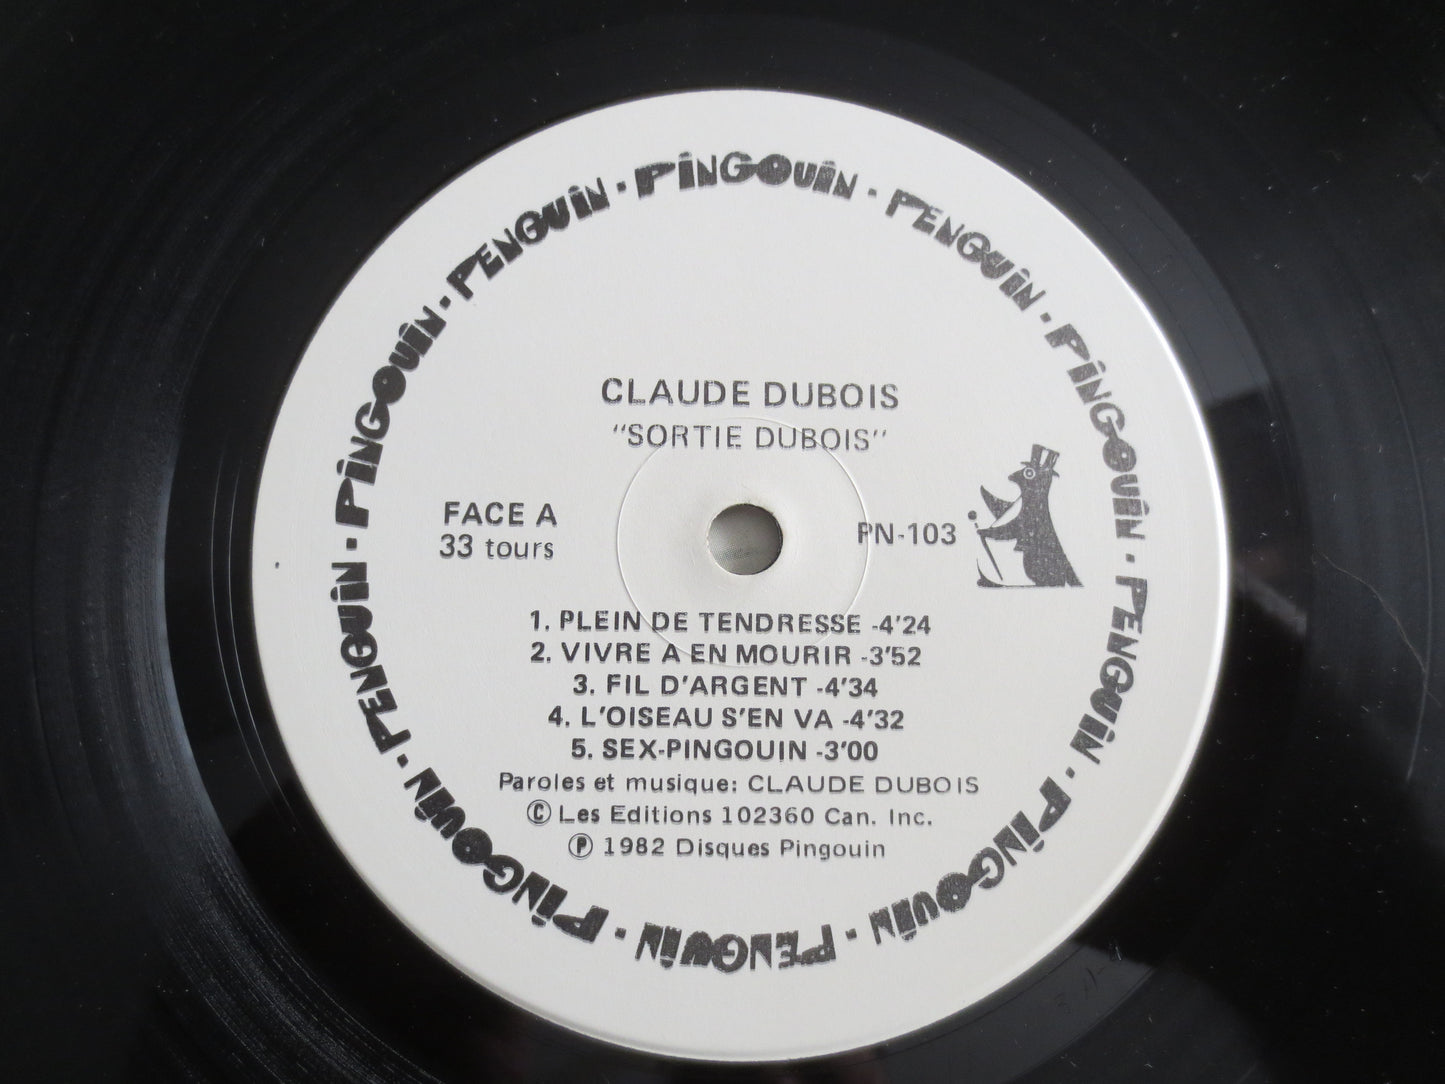 PINGOUIN · PENGUIN · PINGOUIN · PENGUIN · PINGOUIN · PENGUIN · PINGOUIN · PENGUIN · PINGOUIN · PENGUIN ·
CLAUDE DUBOIS
"SORTIE DUBOIS"
FACE A
33 tours
PN-103
1. PLEIN DE TENDRESSE -4'24
2. VIVRE A EN MOURIR -3'52
3. FIL D'ARGENT -4'34
4. L'OISEAU S'EN VA -4'32
5. SEX-PINGOUIN -3'00
Paroles et musique: CLAUDE DUBOIS
© Les Editions 102360 Can. Inc.
℗ 1982 Disques Pingouin